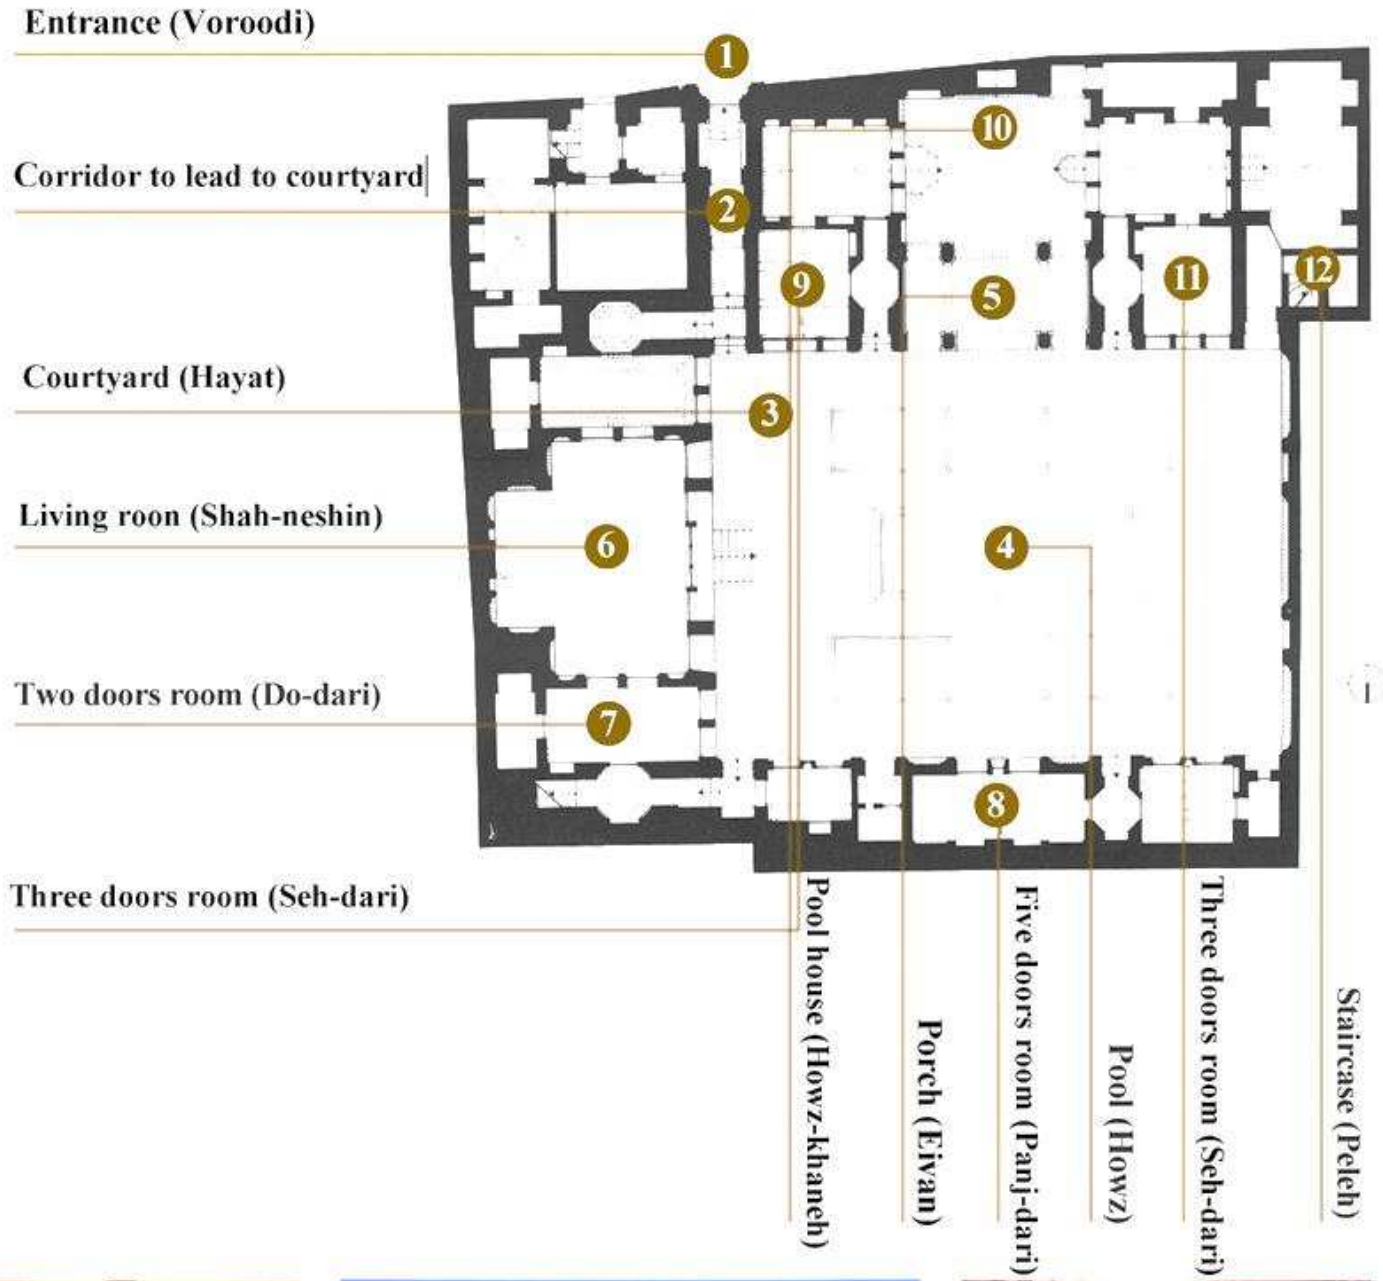 Entrance (Voroodi)
1
10
Corridor to lead to courtyard
2
12
11
9
5
Courtyard (Hayat)
3
Living roon (Shah-neshin)
6
4
Two doors room (Do-dari)
7
8
Three doors room (Seh-dari)
Pool house (Howz-khaneh)
Porch (Eivan)
Five doors room (Panj-dari)
Pool (Howz)
Three doors room (Seh-dari)
Staircase (Peleh)